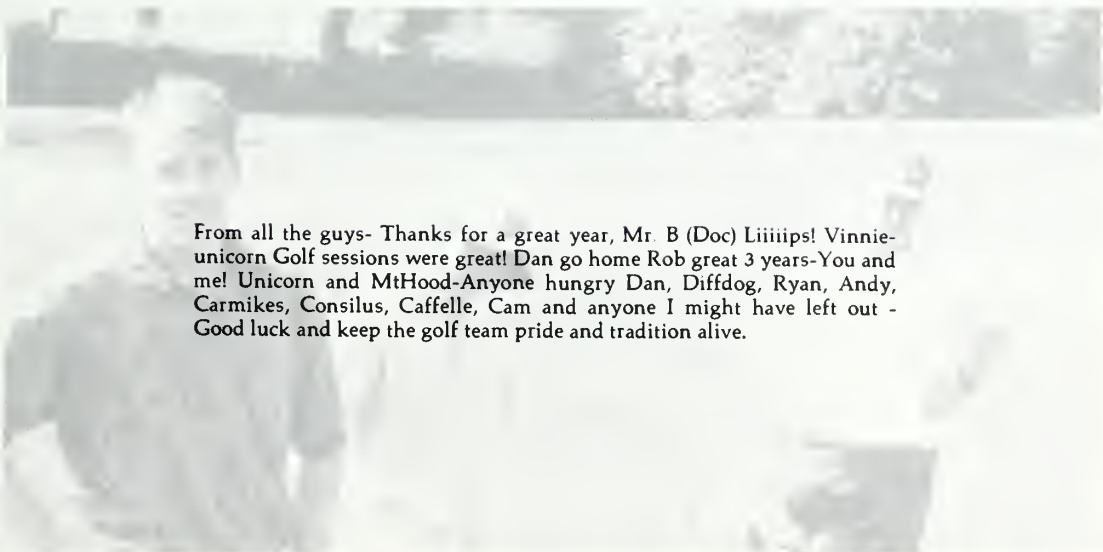 From all the guys- Thanks for a great year, Mr. B (Doc) Liiiiips! Vinnie-
unicorn Golf sessions were great! Dan go home Rob great 3 years-You and
me! Unicorn and MtHood-Anyone hungry Dan, Diffdog, Ryan, Andy,
Carmikes, Consilus, Caffelle, Cam and anyone I might have left out -
Good luck and keep the golf team pride and tradition alive.